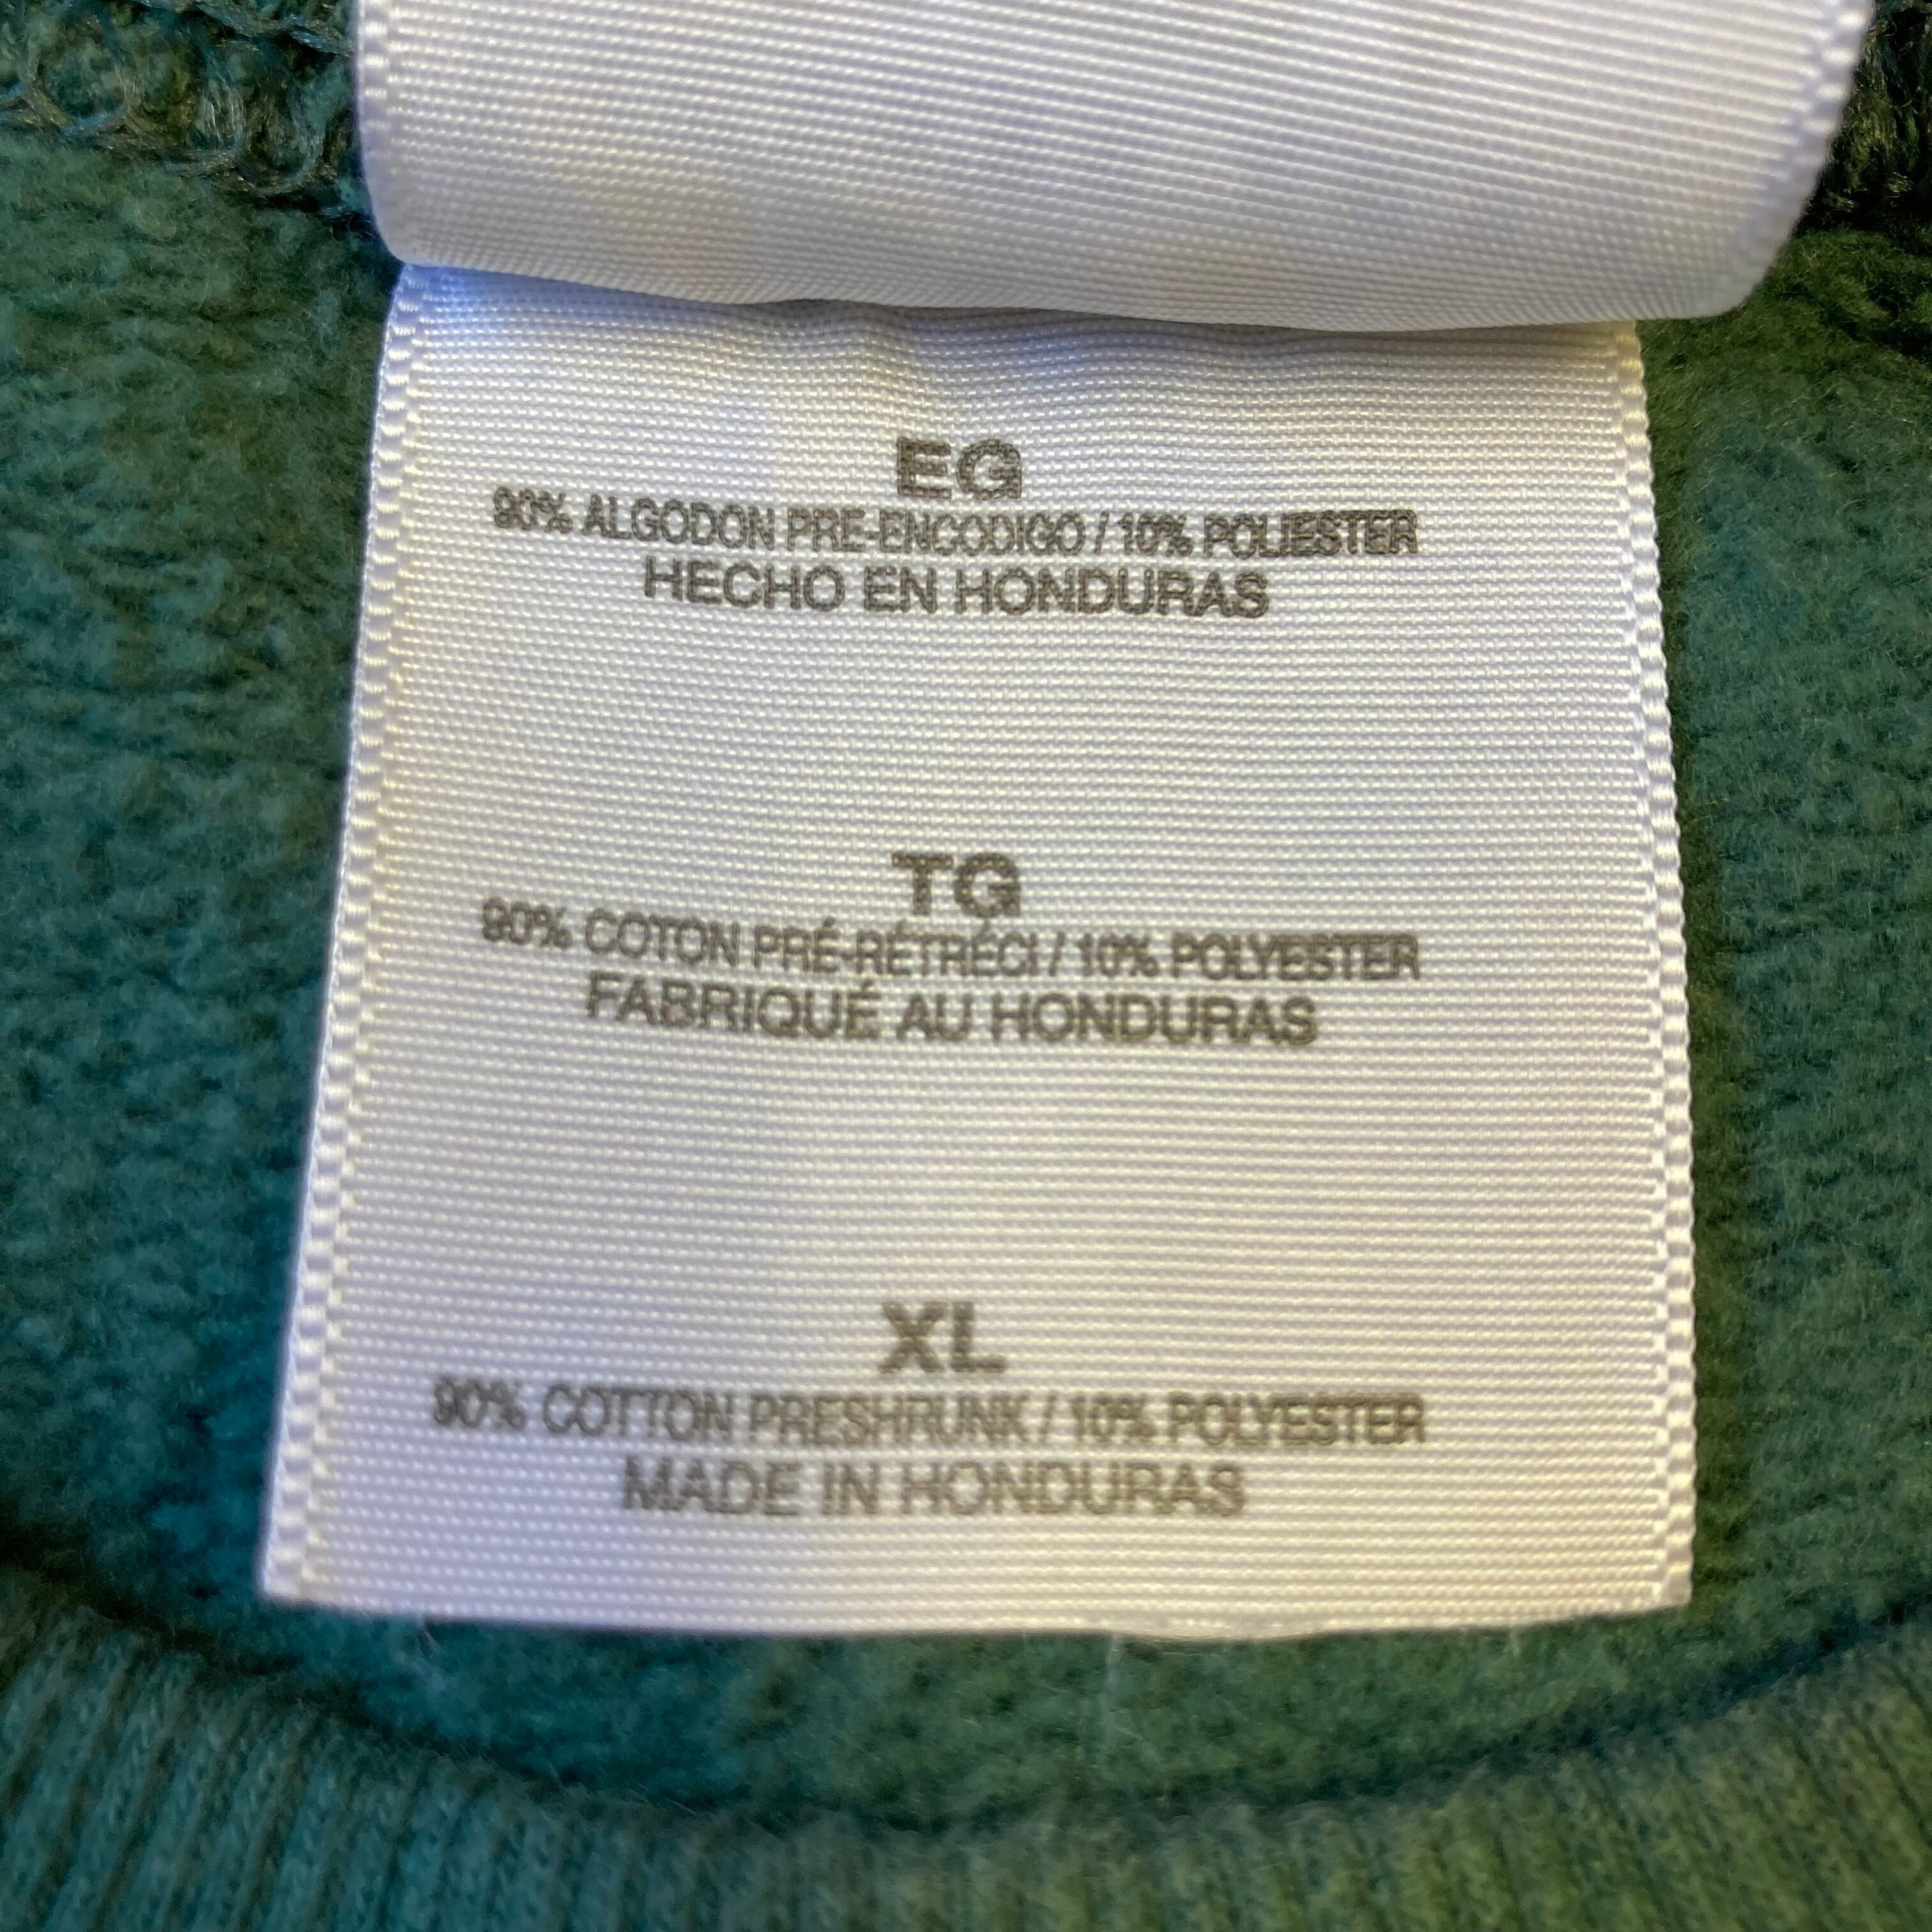 EG
90% ALGODON PRE-ENCODIGO / 10% POLIESTER
HECHO EN HONDURAS
TG
90% COTON PRÉ-RÉTRÉCI / 10% POLYESTER
FABRIQUÉ AU HONDURAS
XL
90% COTTON PRESHRUNK / 10% POLYESTER
MADE IN HONDURAS